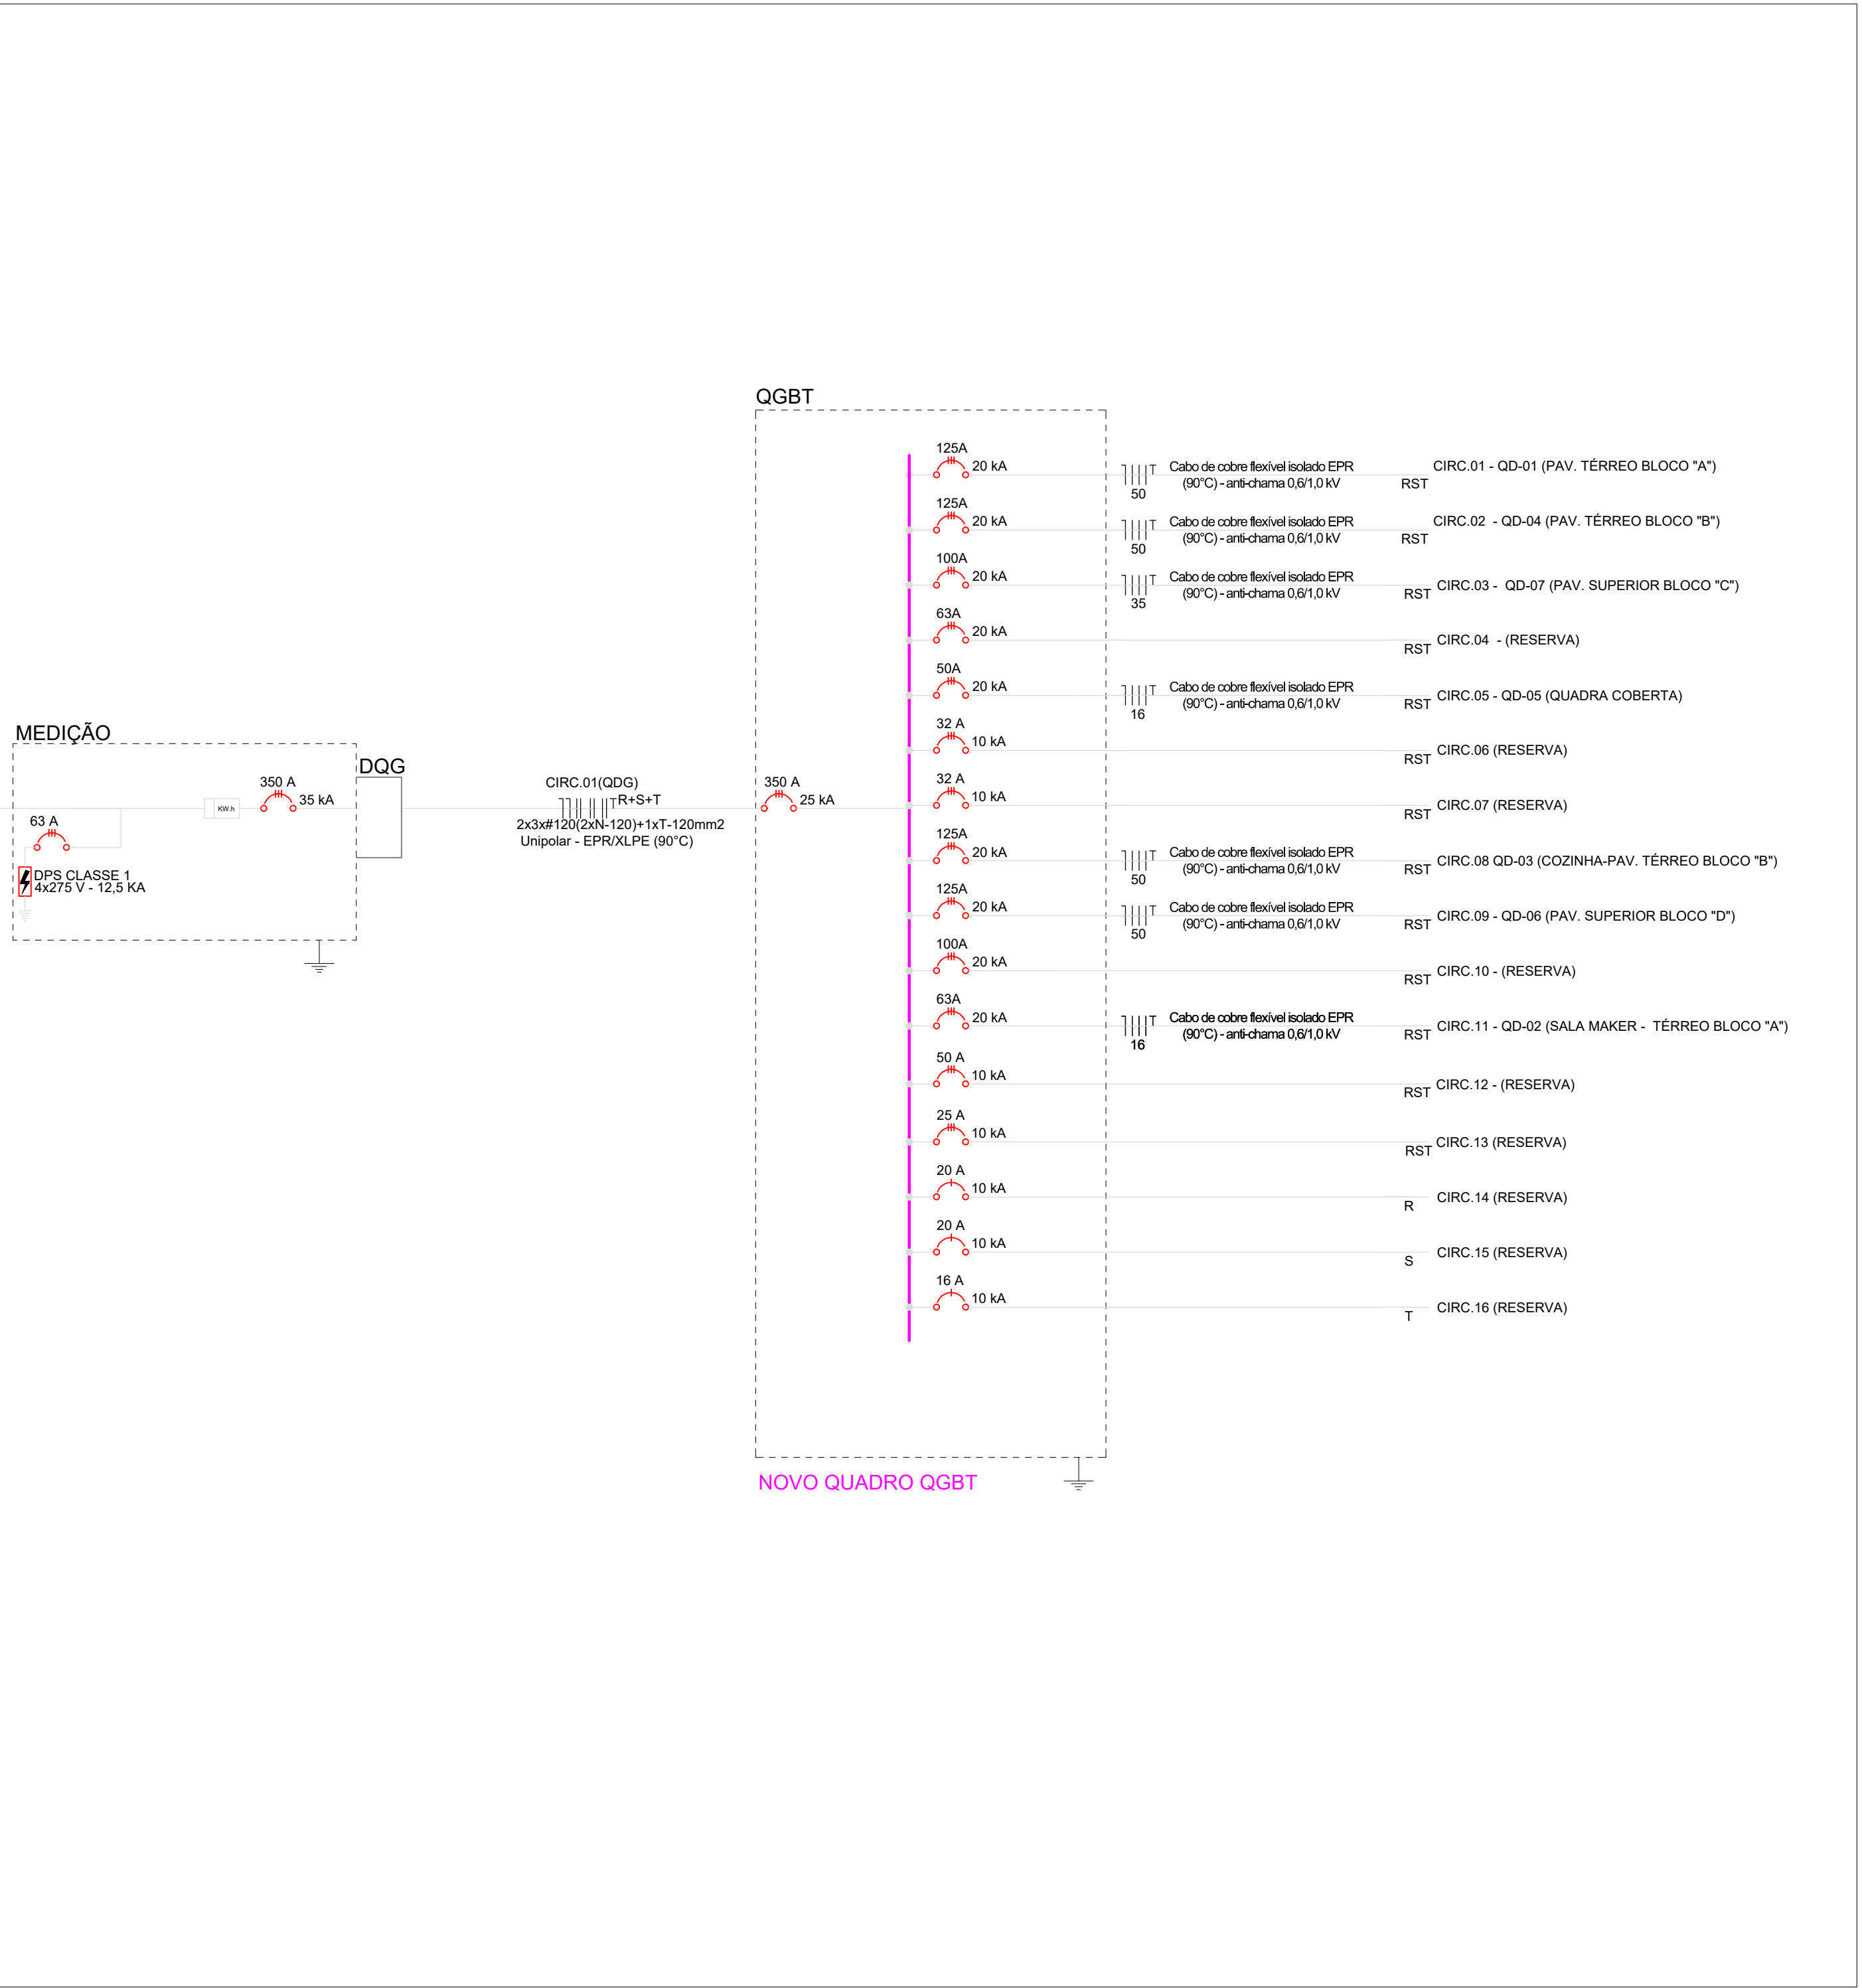 QGBT
125A
20 kA
T
Cabo de cobre flexível isolado EPR
(90°C) - anti-chama 0,6/1,0 kV
50
RST
CIRC.01 - QD-01 (PAV. TÉRREO BLOCO "A")
125A
20 kA
T
Cabo de cobre flexível isolado EPR
(90°C) - anti-chama 0,6/1,0 kV
50
RST
CIRC.02 - QD-04 (PAV. TÉRREO BLOCO "B")
100A
20 kA
T
Cabo de cobre flexível isolado EPR
(90°C) - anti-chama 0,6/1,0 kV
35
RST
CIRC.03 - QD-07 (PAV. SUPERIOR BLOCO "C")
63A
20 kA
RST
CIRC.04 - (RESERVA)
50A
20 kA
T
Cabo de cobre flexível isolado EPR
(90°C) - anti-chama 0,6/1,0 kV
16
RST
CIRC.05 - QD-05 (QUADRA COBERTA)
32 A
10 kA
RST
CIRC.06 (RESERVA)
MEDIÇÃO
DQG
63 A
KW.h
350 A
35 kA
DPS CLASSE 1
4x275 V - 12,5 KA
CIRC.01(QDG)
T
R+S+T
2x3x#120(2xN-120)+1xT-120mm2
Unipolar - EPR/XLPE (90°C)
350 A
25 kA
32 A
10 kA
RST
CIRC.07 (RESERVA)
125A
20 kA
T
Cabo de cobre flexível isolado EPR
(90°C) - anti-chama 0,6/1,0 kV
50
RST
CIRC.08 QD-03 (COZINHA-PAV. TÉRREO BLOCO "B")
125A
20 kA
T
Cabo de cobre flexível isolado EPR
(90°C) - anti-chama 0,6/1,0 kV
50
RST
CIRC.09 - QD-06 (PAV. SUPERIOR BLOCO "D")
100A
20 kA
RST
CIRC.10 - (RESERVA)
63A
20 kA
T
Cabo de cobre flexível isolado EPR
(90°C) - anti-chama 0,6/1,0 kV
16
RST
CIRC.11 - QD-02 (SALA MAKER - TÉRREO BLOCO "A")
50 A
10 kA
RST
CIRC.12 - (RESERVA)
25 A
10 kA
RST
CIRC.13 (RESERVA)
20 A
10 kA
R
CIRC.14 (RESERVA)
20 A
10 kA
S
CIRC.15 (RESERVA)
16 A
10 kA
T
CIRC.16 (RESERVA)
NOVO QUADRO QGBT